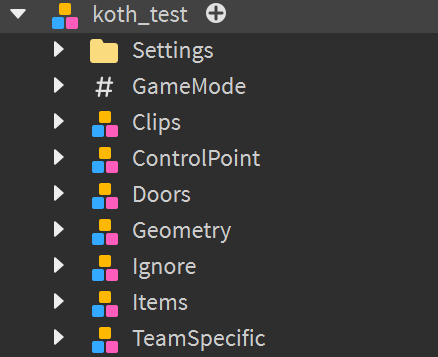 koth_test
Settings
# GameMode
Clips
ControlPoint
Doors
Geometry
Ignore
Items
TeamSpecific